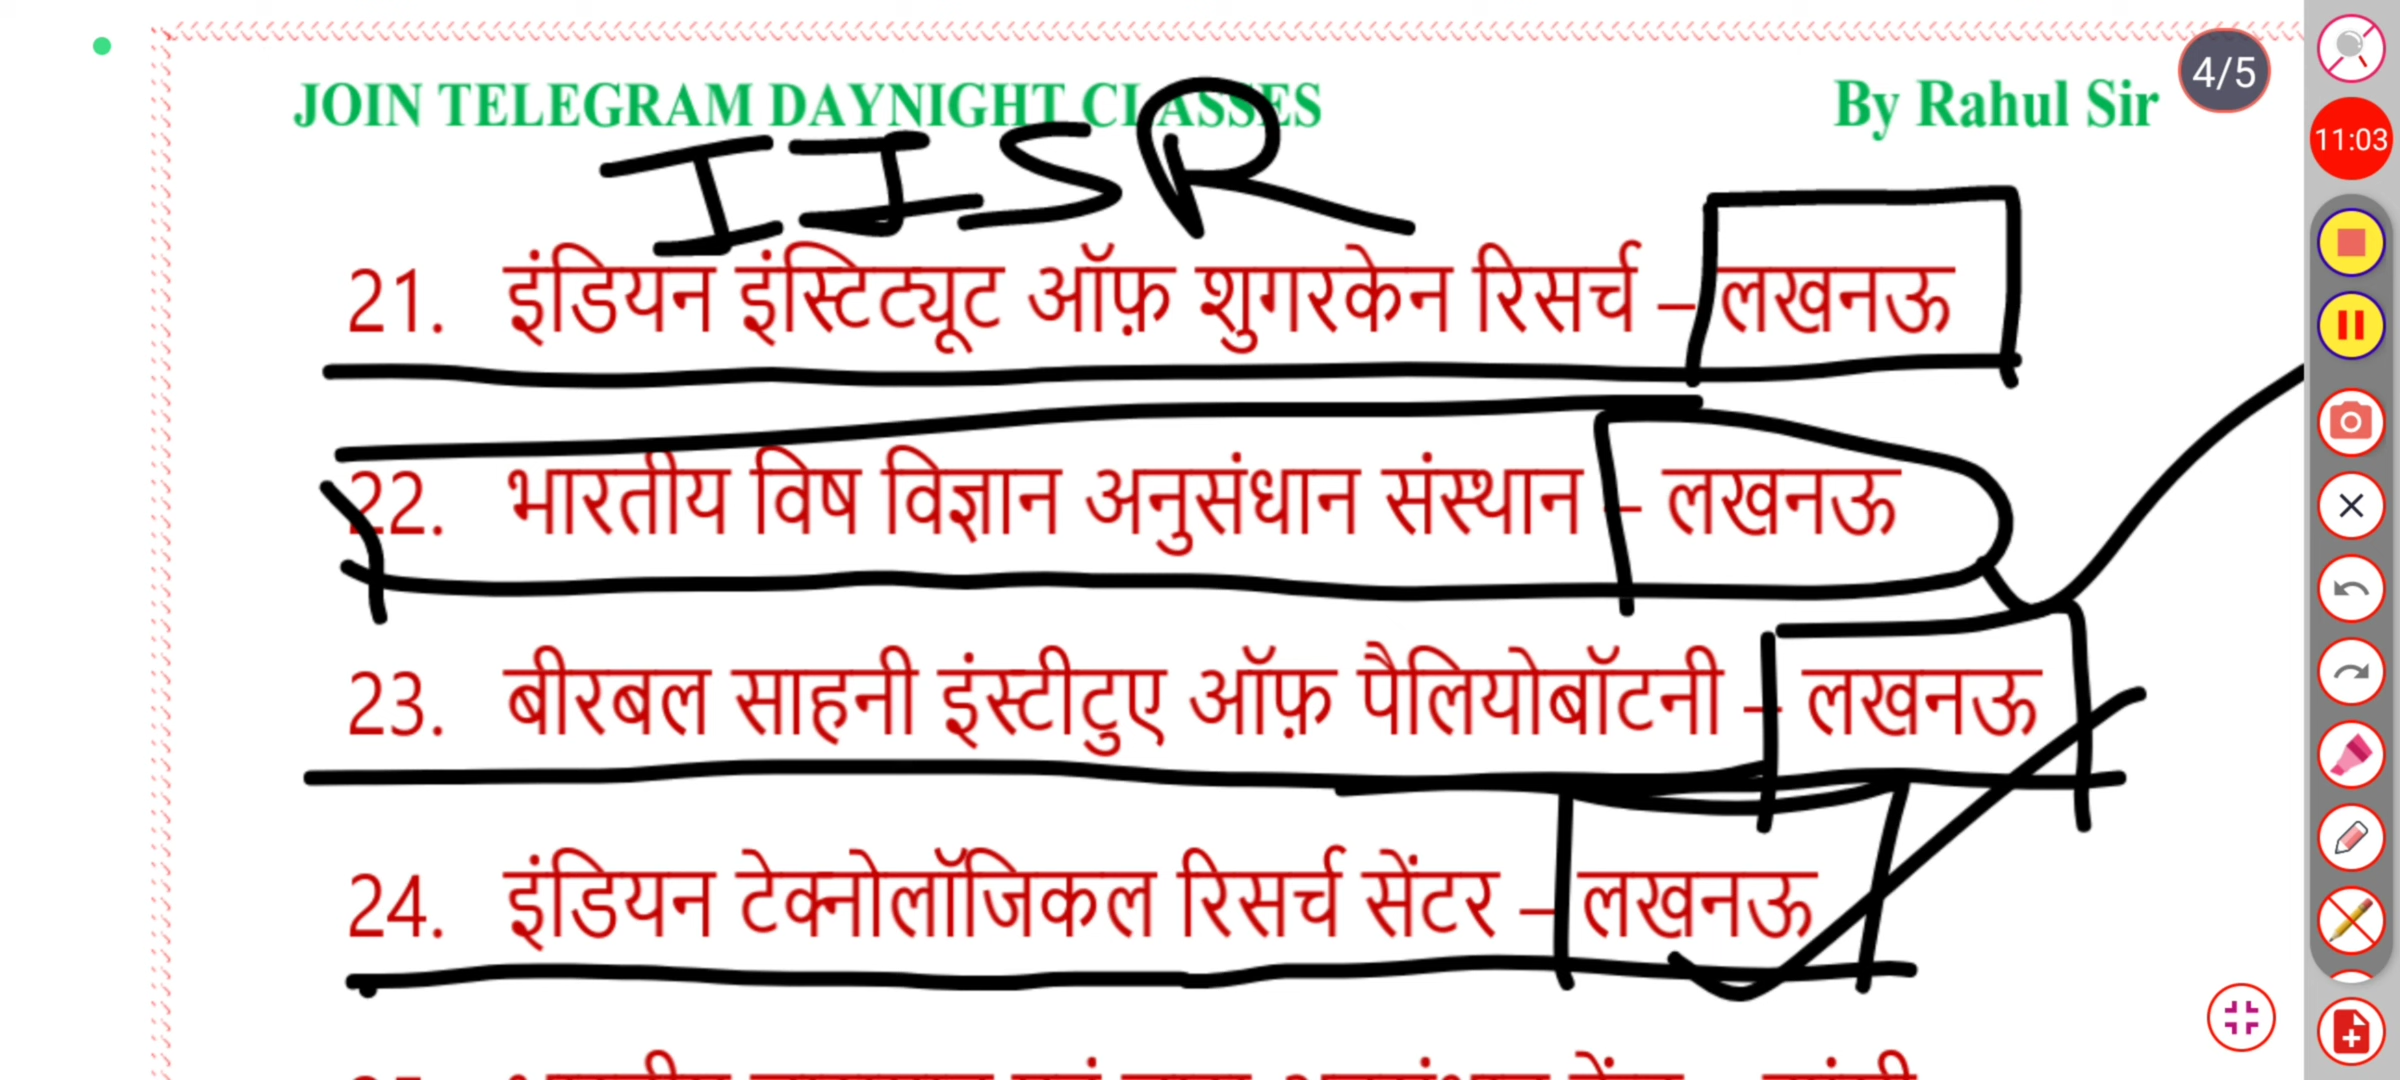 JOIN TELEGRAM DAYNIGHT CLASSES By Rahul Sir 4/5
11:03
IISR
21. इंडियन इंस्टिट्यूट ऑफ़ शुगरकेन रिसर्च – लखनऊ
22. भारतीय विष विज्ञान अनुसंधान संस्थान – लखनऊ
23. बीरबल साहनी इंस्टीटुए ऑफ़ पैलियोबॉटनी – लखनऊ
24. इंडियन टेक्नोलॉजिकल रिसर्च सेंटर – लखनऊ